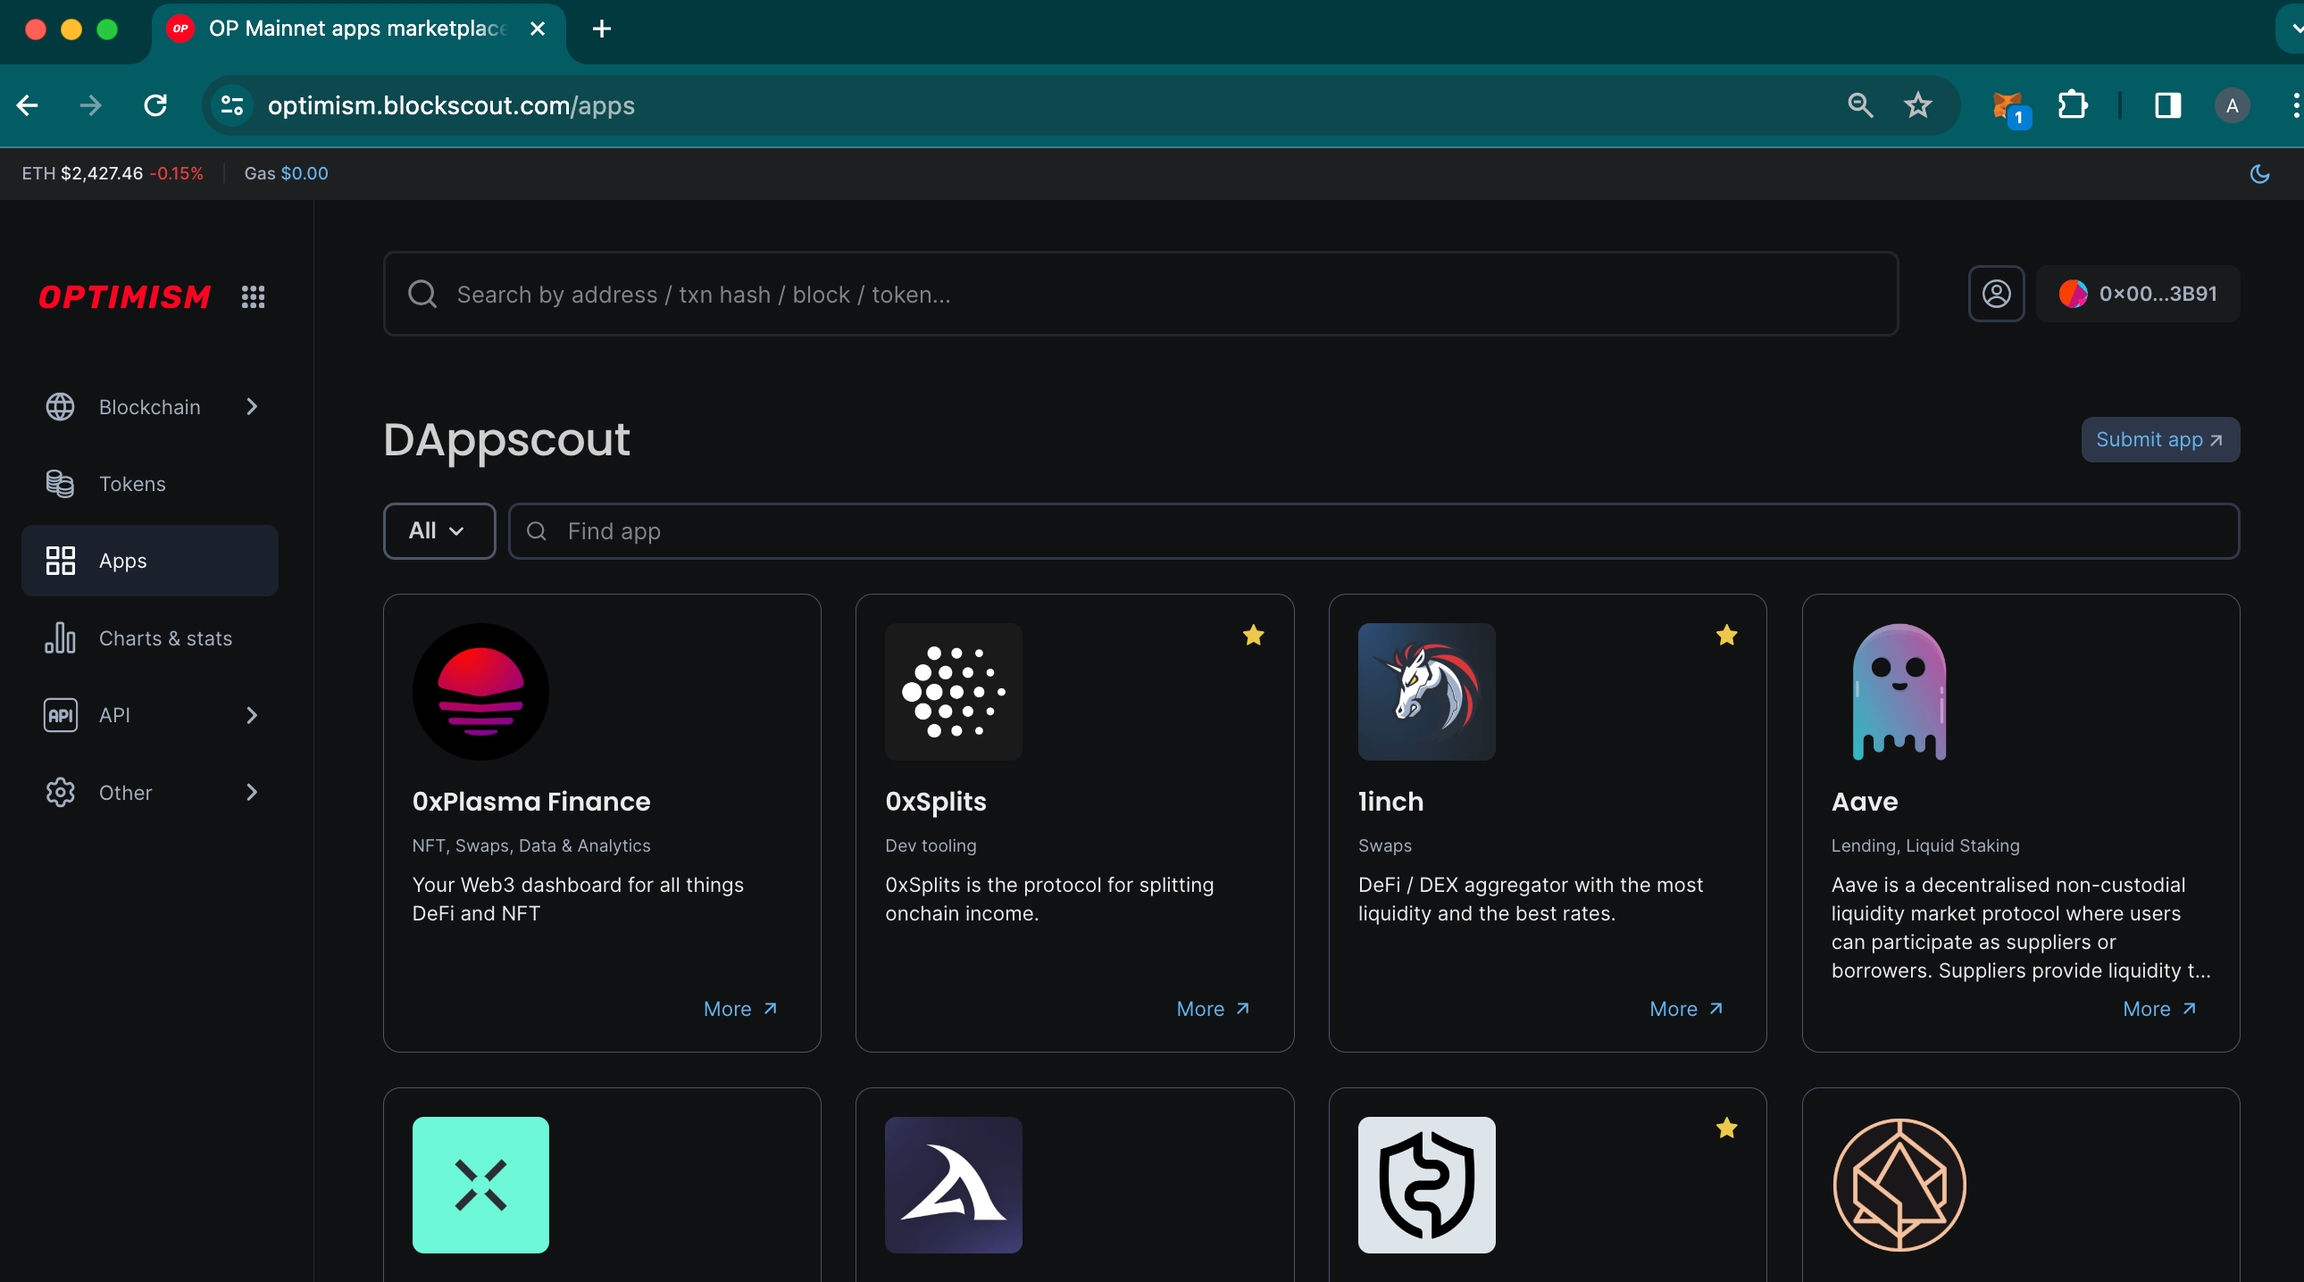 OP
OP Mainnet apps marketplace
optimism.blockscout.com/apps
1
A
ETH $2,427.46 -0.15%
Gas $0.00
OPTIMISM
Search by address / txn hash / block / token...
0x00...3B91
Blockchain
Tokens
Apps
Charts & stats
API
API
Other
DAppscout
Submit app
All
Find app
0xPlasma Finance
NFT, Swaps, Data & Analytics
Your Web3 dashboard for all things
DeFi and NFT
More
0xSplits
Dev tooling
0xSplits is the protocol for splitting
onchain income.
More
1inch
Swaps
DeFi / DEX aggregator with the most
liquidity and the best rates.
More
Aave
Lending, Liquid Staking
Aave is a decentralised non-custodial
liquidity market protocol where users
can participate as suppliers or
borrowers. Suppliers provide liquidity t...
More